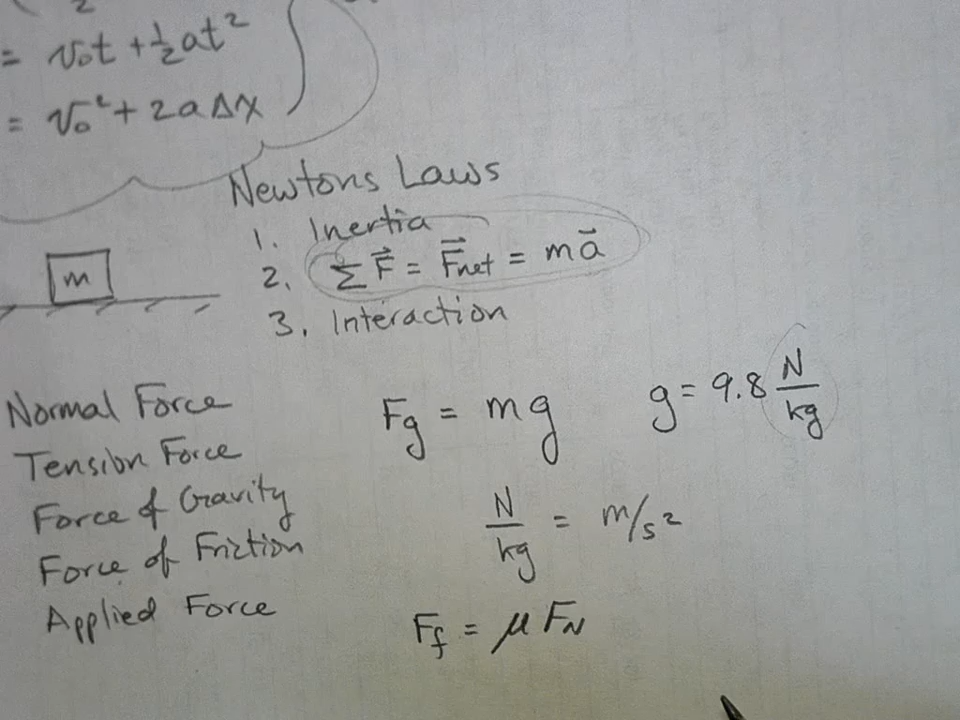 2
= v₀t + ½at²
= v₀² + 2aΔx
Newtons Laws
1. Inertia
2. ΣF⃗ = F⃗net = ma⃗
3. Interaction
m
Normal Force
Tension Force
Force of Gravity
Force of Friction
Applied Force
Fg = mg
g = 9.8 N/kg
N/kg = m/s²
Ff = μFN